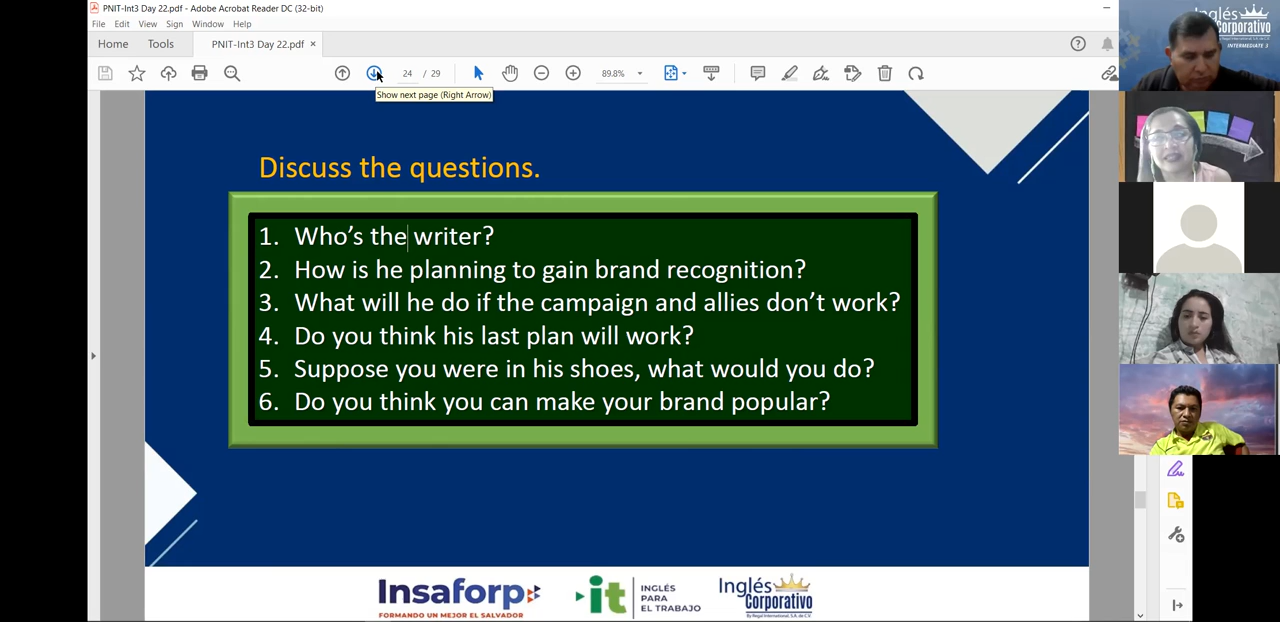 PNIT-Int3 Day 22.pdf - Adobe Acrobat Reader DC (32-bit)
File Edit View Sign Window Help
Home Tools PNIT-Int3 Day 22.pdf ×
24 / 29 89.8%
Show next page (Right Arrow)
Discuss the questions.
1. Who's the writer?
2. How is he planning to gain brand recognition?
3. What will he do if the campaign and allies don't work?
4. Do you think his last plan will work?
5. Suppose you were in his shoes, what would you do?
6. Do you think you can make your brand popular?
Insaforp
FORMANDO UN MEJOR EL SALVADOR
it
INGLÉS
PARA
EL TRABAJO
Inglés
Corporativo
By Regal International, S.A. de C.V.
Inglés
Corporativo
INTERMEDIATE 3